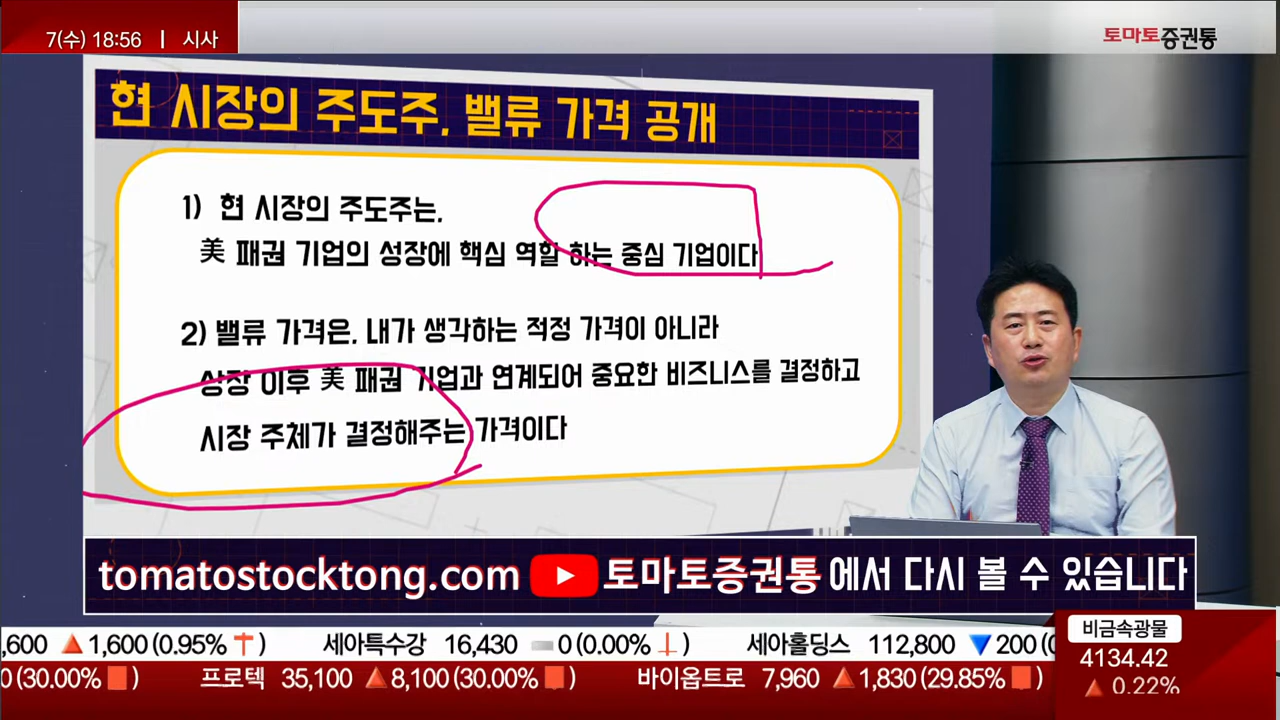 7(수) 18:56 | 시사
토마토증권통
현 시장의 주도주, 밸류 가격 공개
1) 현 시장의 주도주는,
美 패권 기업의 성장에 핵심 역할 하는 중심 기업이다
2) 밸류 가격은, 내가 생각하는 적정 가격이 아니라
상장 이후 美 패권 기업과 연계되어 중요한 비즈니스를 결정하고
시장 주체가 결정해주는 가격이다
tomatostocktong.com 토마토증권통 에서 다시 볼 수 있습니다
,600 ▲1,600(0.95% ↑) 세아특수강 16,430 0(0.00% ↓) 세아홀딩스 112,800 ▼200(0
비금속광물
4134.42
▲ 0.22%
0(30.00%) 프로텍 35,100 ▲8,100(30.00%) 바이옵트로 7,960 ▲1,830(29.85%)